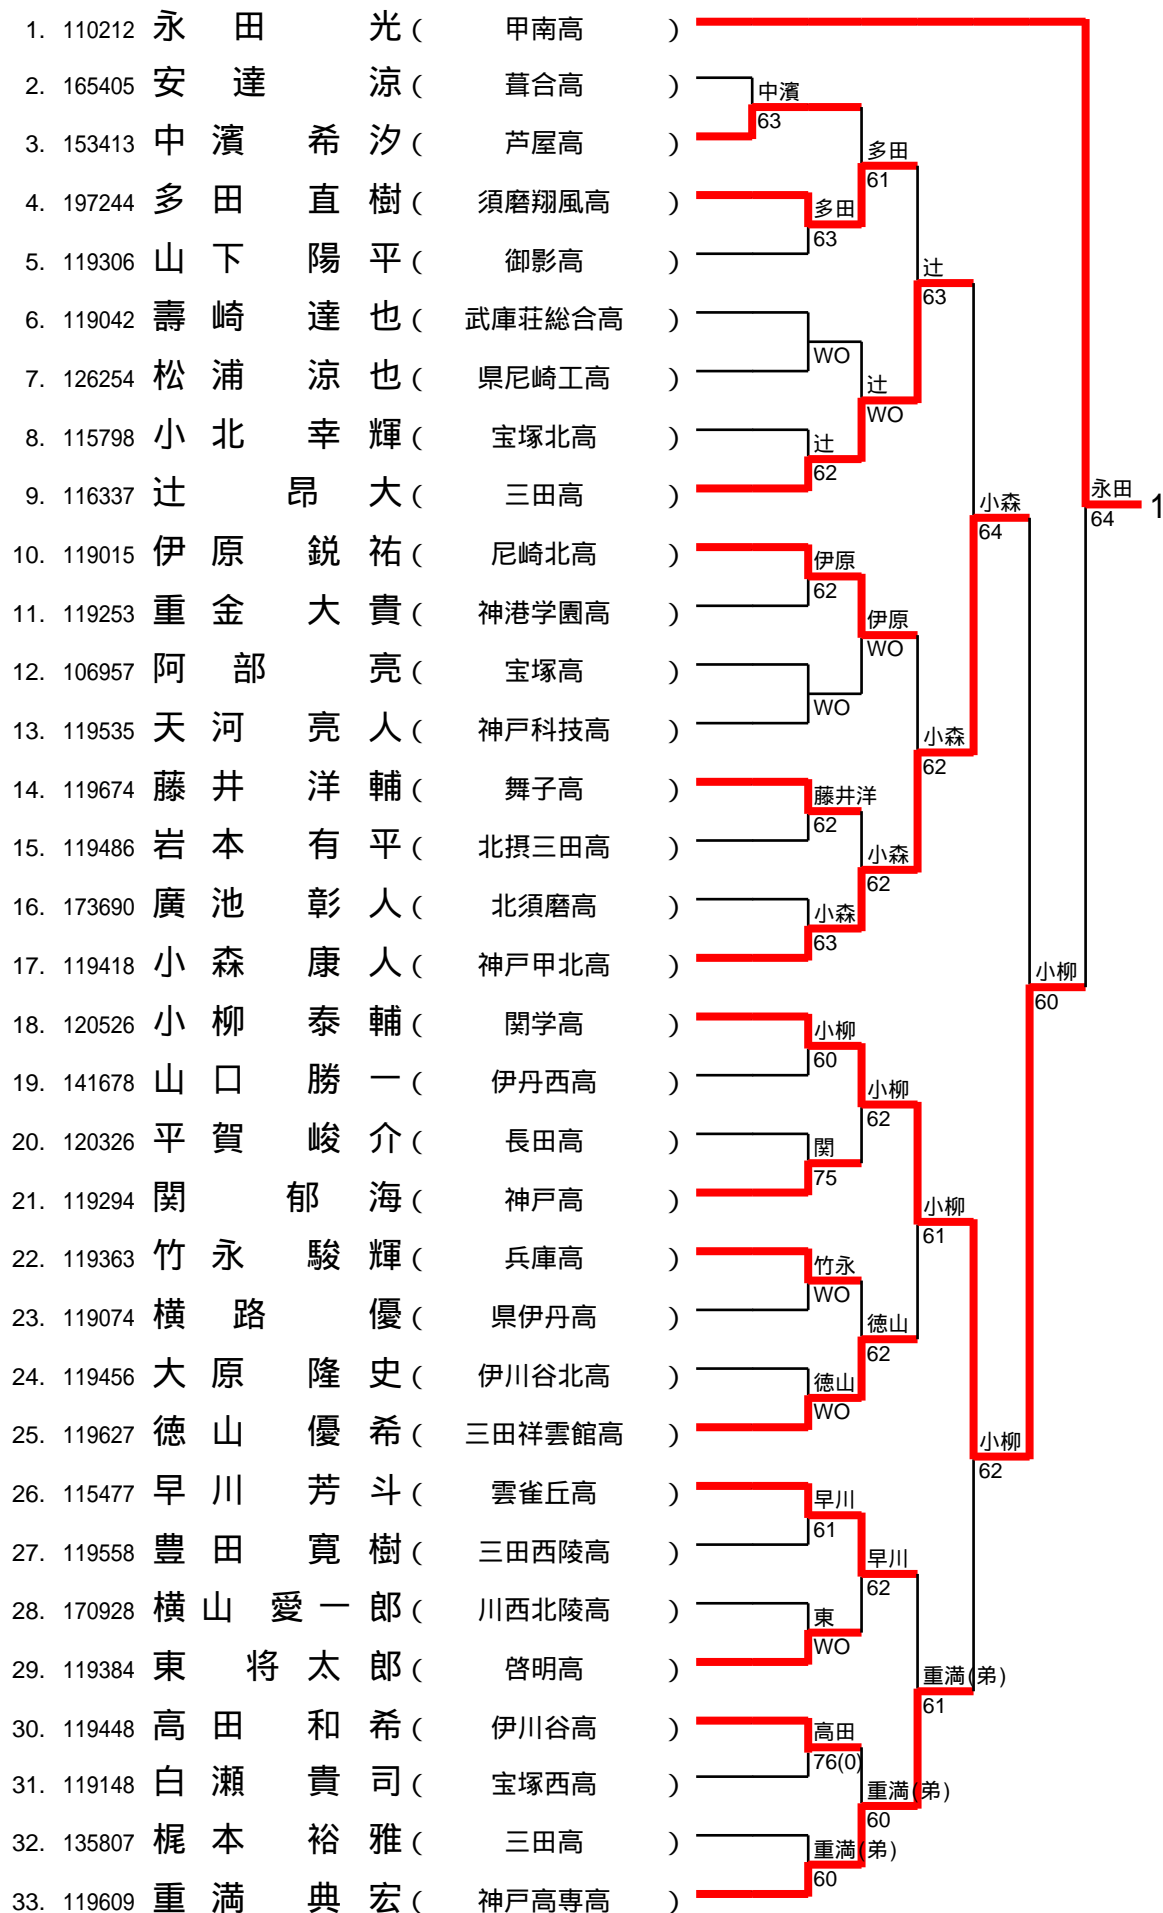 1. 110212 永田 光 ( 甲南高 )
2. 165405 安達 涼 ( 葺合高 )
中濱
63
3. 153413 中濱 希汐 ( 芦屋高 )
多田
61
4. 197244 多田 直樹 ( 須磨翔風高 )
多田
63
5. 119306 山下 陽平 ( 御影高 )
辻
63
6. 119042 壽崎 達也 ( 武庫荘総合高 )
WO
7. 126254 松浦 涼也 ( 県尼崎工高 )
辻
WO
8. 115798 小北 幸輝 ( 宝塚北高 )
辻
62
9. 116337 辻 昂大 ( 三田高 )
永田
64
1
小森
64
10. 119015 伊原 鋭祐 ( 尼崎北高 )
伊原
62
11. 119253 重金 大貴 ( 神港学園高 )
伊原
WO
12. 106957 阿部 亮 ( 宝塚高 )
WO
13. 119535 天河 亮人 ( 神戸科技高 )
小森
62
14. 119674 藤井 洋輔 ( 舞子高 )
藤井洋
62
15. 119486 岩本 有平 ( 北摂三田高 )
小森
62
16. 173690 廣池 彰人 ( 北須磨高 )
小森
63
17. 119418 小森 康人 ( 神戸甲北高 )
小柳
60
18. 120526 小柳 泰輔 ( 関学高 )
小柳
60
19. 141678 山口 勝一 ( 伊丹西高 )
小柳
62
20. 120326 平賀 峻介 ( 長田高 )
関
75
21. 119294 関 郁海 ( 神戸高 )
小柳
61
22. 119363 竹永 駿輝 ( 兵庫高 )
竹永
WO
23. 119074 横路 優 ( 県伊丹高 )
徳山
62
24. 119456 大原 隆史 ( 伊川谷北高 )
徳山
WO
25. 119627 徳山 優希 ( 三田祥雲館高 )
小柳
62
26. 115477 早川 芳斗 ( 雲雀丘高 )
早川
61
27. 119558 豊田 寛樹 ( 三田西陵高 )
早川
62
28. 170928 横山 愛一郎 ( 川西北陵高 )
東
WO
29. 119384 東 将太郎 ( 啓明高 )
重満(弟)
61
30. 119448 高田 和希 ( 伊川谷高 )
高田
76(0)
31. 119148 白瀬 貴司 ( 宝塚西高 )
重満(弟)
60
32. 135807 梶本 裕雅 ( 三田高 )
重満(弟)
60
33. 119609 重満 典宏 ( 神戸高専高 )